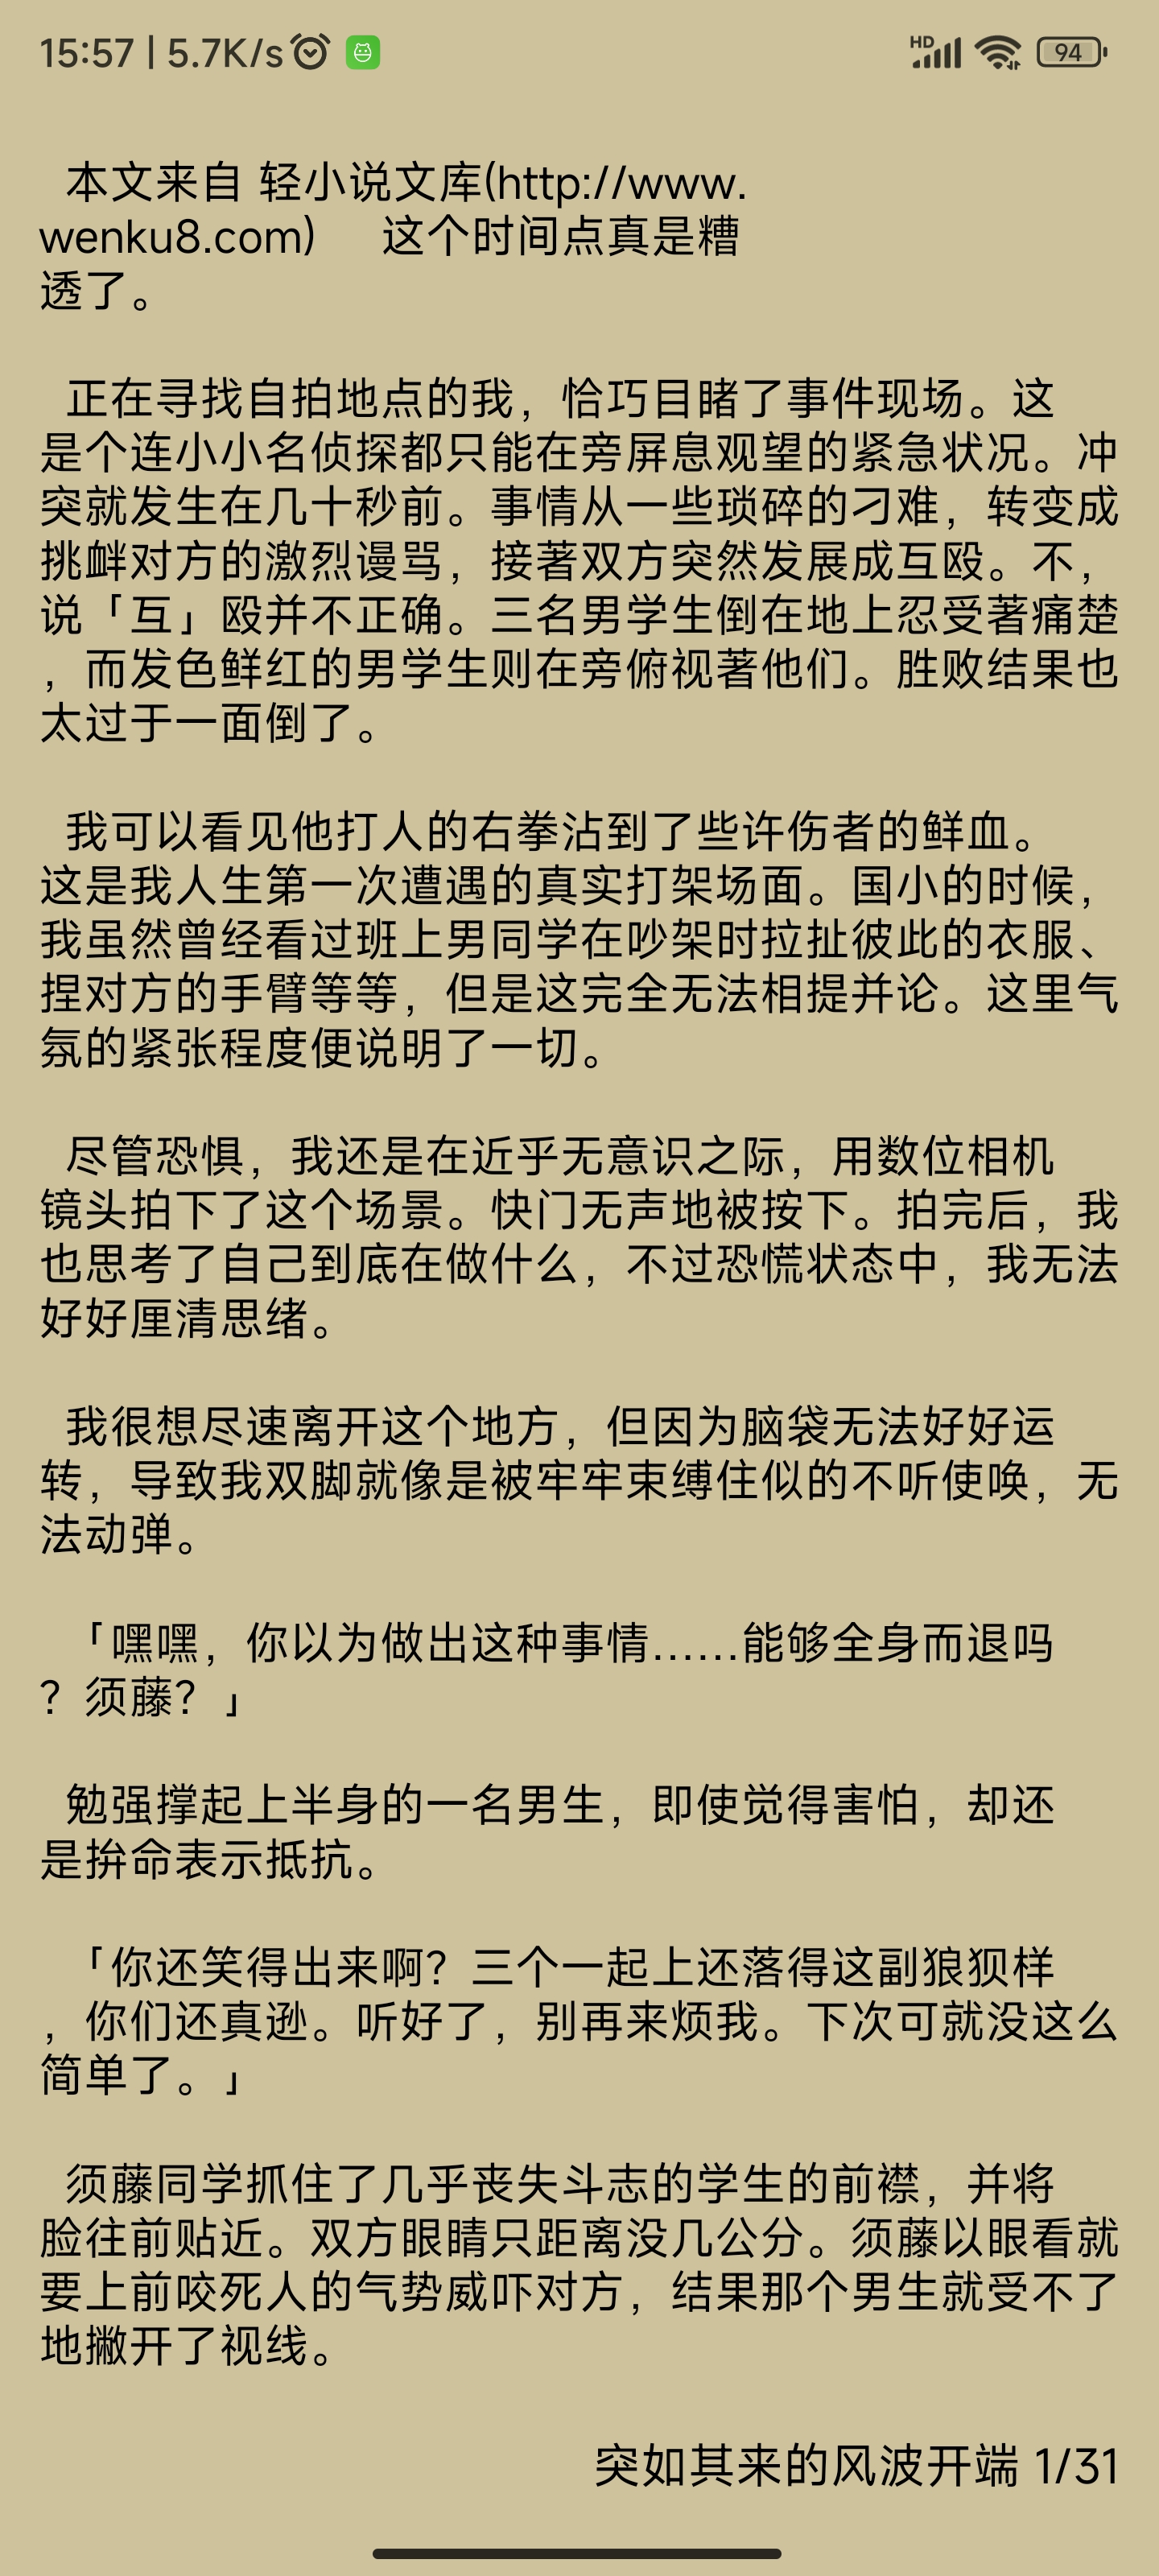 15:57 | 5.7K/s
HD
94
本文来自 轻小说文库(http://www.
wenku8.com) 这个时间点真是糟
透了。
正在寻找自拍地点的我，恰巧目睹了事件现场。这
是个连小小名侦探都只能在旁屏息观望的紧急状况。冲
突就发生在几十秒前。事情从一些琐碎的刁难，转变成
挑衅对方的激烈谩骂，接著双方突然发展成互殴。不，
说「互」殴并不正确。三名男学生倒在地上忍受著痛楚
，而发色鲜红的男学生则在旁俯视著他们。胜败结果也
太过于一面倒了。
我可以看见他打人的右拳沾到了些许伤者的鲜血。
这是我人生第一次遭遇的真实打架场面。国小的时候，
我虽然曾经看过班上男同学在吵架时拉扯彼此的衣服、
捏对方的手臂等等，但是这完全无法相提并论。这里气
氛的紧张程度便说明了一切。
尽管恐惧，我还是在近乎无意识之际，用数位相机
镜头拍下了这个场景。快门无声地被按下。拍完后，我
也思考了自己到底在做什么，不过恐慌状态中，我无法
好好厘清思绪。
我很想尽速离开这个地方，但因为脑袋无法好好运
转，导致我双脚就像是被牢牢束缚住似的不听使唤，无
法动弹。
「嘿嘿，你以为做出这种事情……能够全身而退吗
？须藤？」
勉强撑起上半身的一名男生，即使觉得害怕，却还
是拚命表示抵抗。
「你还笑得出来啊？三个一起上还落得这副狼狈样
，你们还真逊。听好了，别再来烦我。下次可就没这么
简单了。」
须藤同学抓住了几乎丧失斗志的学生的前襟，并将
脸往前贴近。双方眼睛只距离没几公分。须藤以眼看就
要上前咬死人的气势威吓对方，结果那个男生就受不了
地撇开了视线。
突如其来的风波开端 1/31